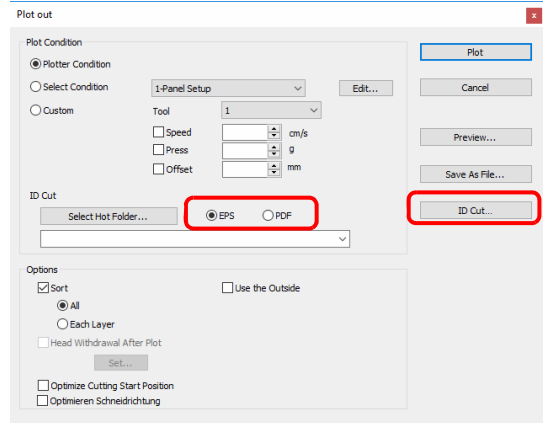 Plot out
x
Plot Condition
Plotter Condition
Select Condition
1-Panel Setup
Edit...
Custom
Tool
1
Speed
cm/s
Press
g
Offset
mm
ID Cut
Select Hot Folder...
EPS
PDF
Options
Sort
Use the Outside
All
Each Layer
Head Withdrawal After Plot
Set...
Optimize Cutting Start Position
Optimieren Schneidrichtung
Plot
Cancel
Preview...
Save As File...
ID Cut...